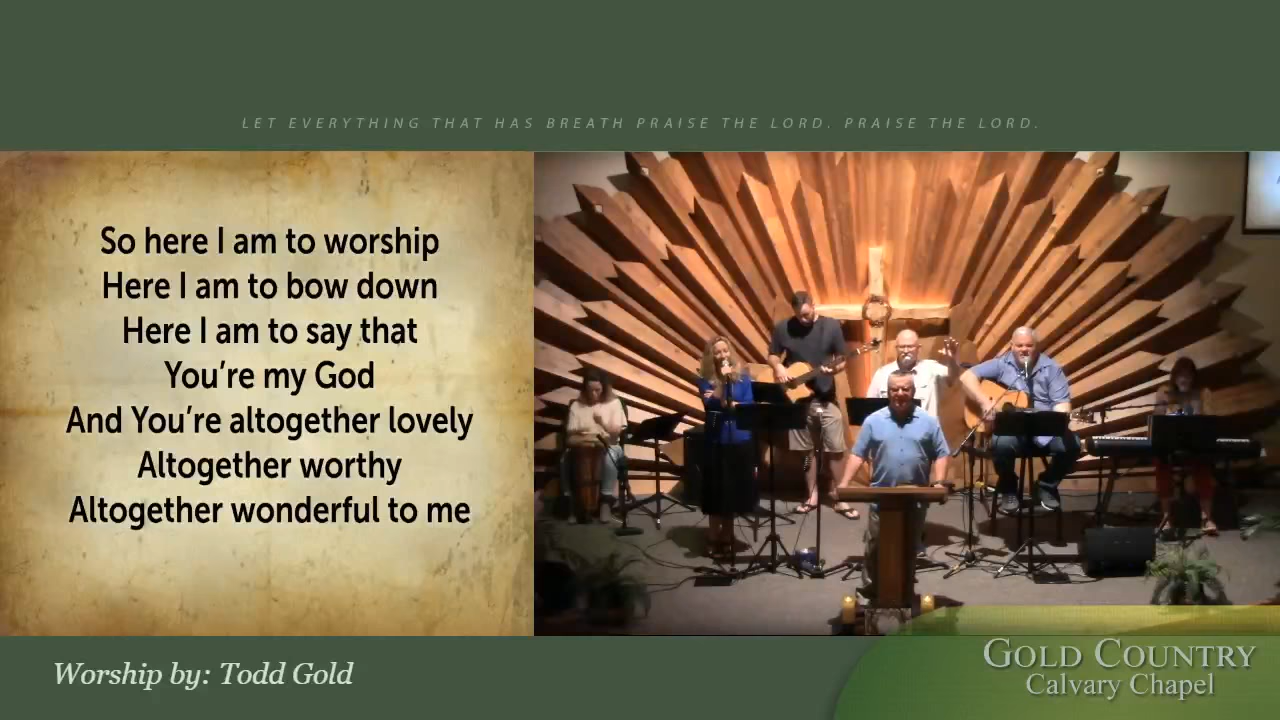 LET EVERYTHING THAT HAS BREATH PRAISE THE LORD. PRAISE THE LORD.
So here I am to worship
Here I am to bow down
Here I am to say that
You're my God
And You're altogether lovely
Altogether worthy
Altogether wonderful to me
Worship by: Todd Gold
GOLD COUNTRY
Calvary Chapel